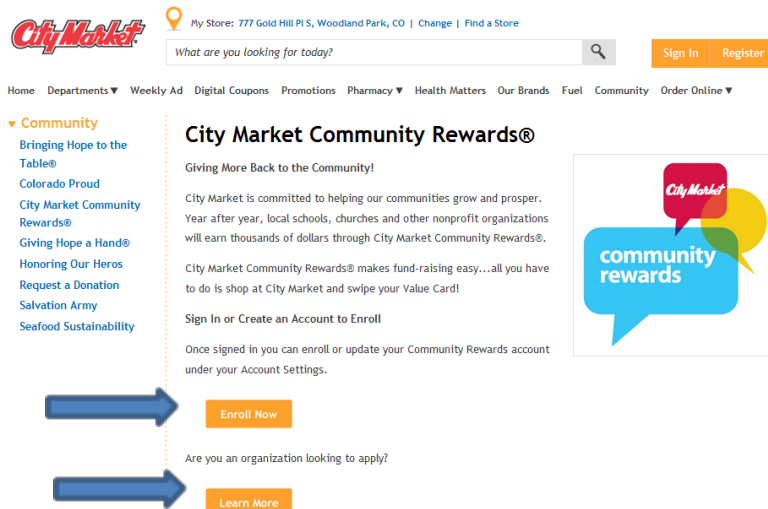 City Market
My Store: 777 Gold Hill Pl S, Woodland Park, CO | Change | Find a Store
What are you looking for today?
Sign In Register
Home Departments▼ Weekly Ad Digital Coupons Promotions Pharmacy▼ Health Matters Our Brands Fuel Community Order Online▼
▼ Community
Bringing Hope to the
Table®
Colorado Proud
City Market Community
Rewards®
Giving Hope a Hand®
Honoring Our Heros
Request a Donation
Salvation Army
Seafood Sustainability
City Market Community Rewards®
Giving More Back to the Community!
City Market is committed to helping our communities grow and prosper.
Year after year, local schools, churches and other nonprofit organizations
will earn thousands of dollars through City Market Community Rewards®.
City Market Community Rewards® makes fund-raising easy...all you have
to do is shop at City Market and swipe your Value Card!
Sign In or Create an Account to Enroll
Once signed in you can enroll or update your Community Rewards account
under your Account Settings.
Enroll Now
Are you an organization looking to apply?
Learn More
City Market
community
rewards